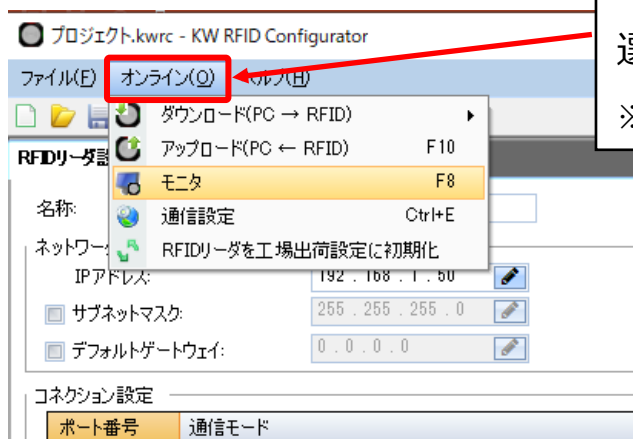 プロジェクト.kwrc - KW RFID Configurator
ファイル(F) オンライン(O) ヘルプ(H)
ダウンロード(PC → RFID)
アップロード(PC ← RFID) F10
モニタ F8
通信設定 Ctrl+E
RFIDリーダを工場出荷設定に初期化
RFIDリーダ設
名称:
ネットワー
IPアドレス: 192 . 168 . 1 . 50
サブネットマスク: 255 . 255 . 255 . 0
デフォルトゲートウェイ: 0 . 0 . 0 . 0
コネクション設定
ポート番号 通信モード
選
※